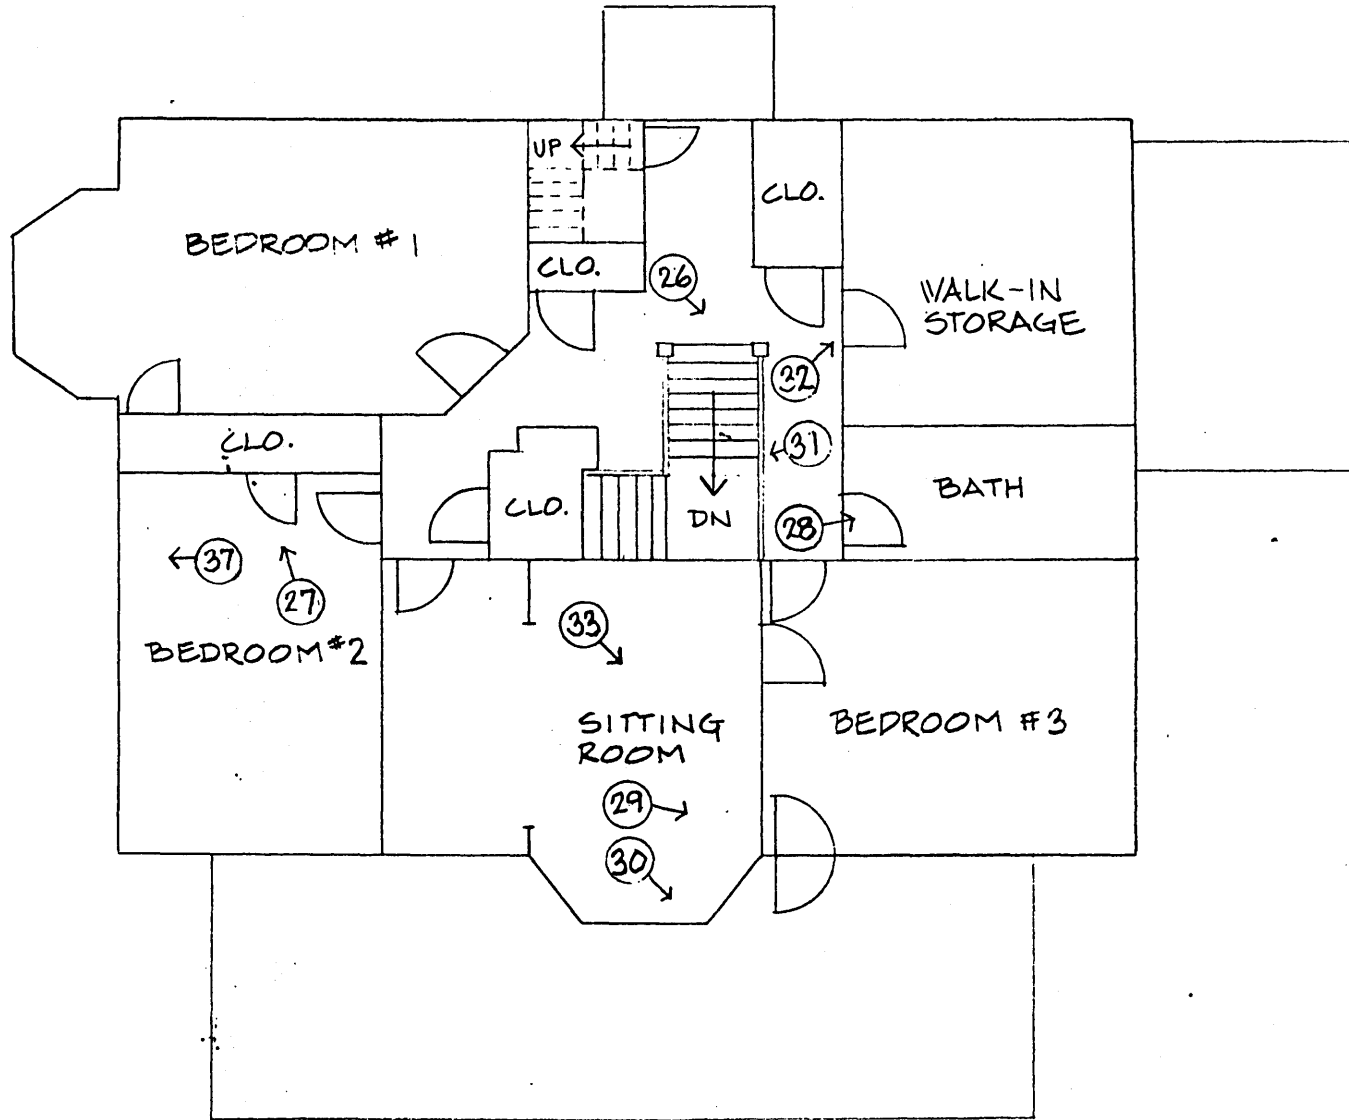 UP
CLO.
BEDROOM # 1
CLO.
26
WALK-IN
STORAGE
32
CLO.
31
BATH
CLO.
DN
28
37
27
33
BEDROOM #2
SITTING
ROOM
BEDROOM #3
29
30